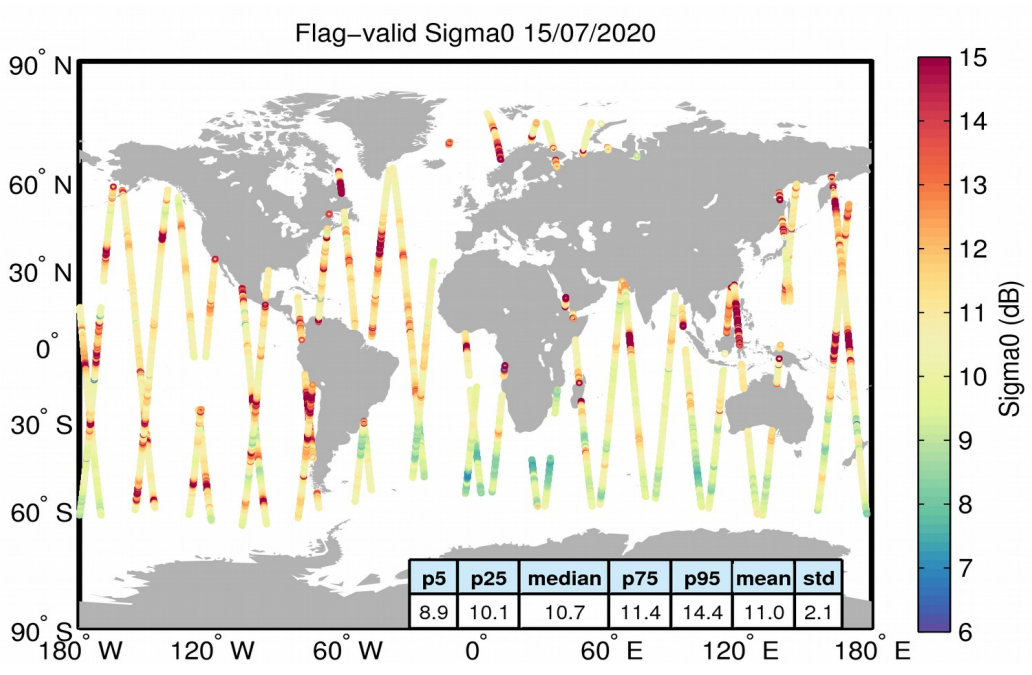 Flag−valid Sigma0 15/07/2020
90° N
60° N
30° N
0°
30° S
60° S
90° S
180° W
120° W
60° W
0°
60° E
120° E
180° E
p5 p25 median p75 p95 mean std
8.9 10.1 10.7 11.4 14.4 11.0 2.1
15
14
13
12
11
10
9
8
7
6
Sigma0 (dB)